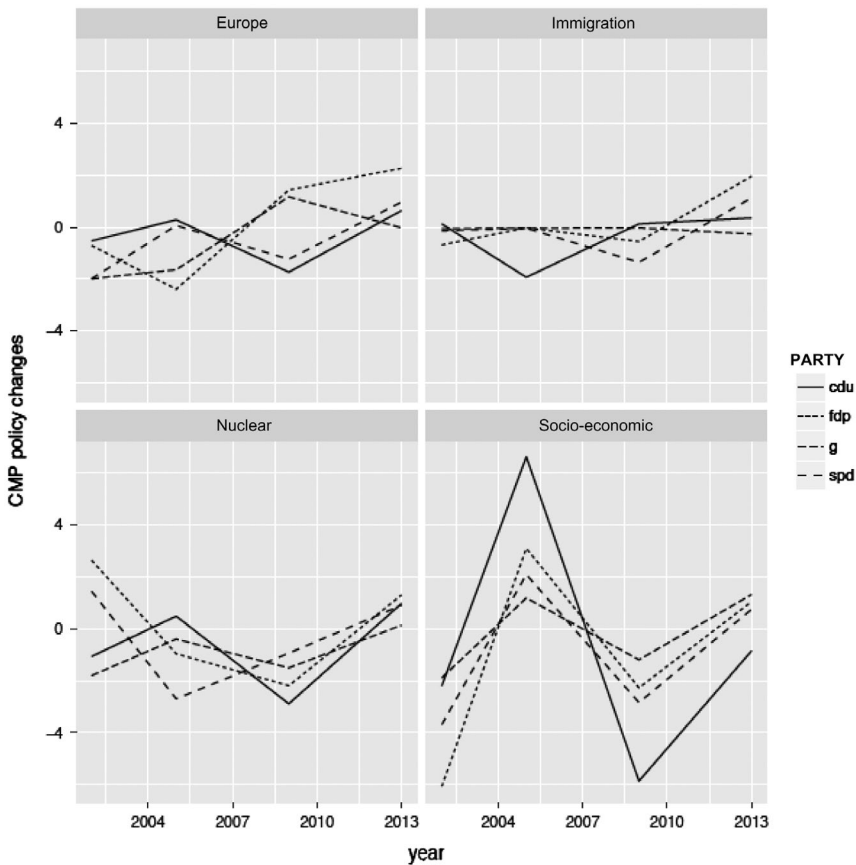 Europe
Immigration
4
0
−4
Nuclear
Socio-economic
4
0
−4
2004
2007
2010
2013
2004
2007
2010
2013
year
CMP policy changes
PARTY
cdu
fdp
g
spd